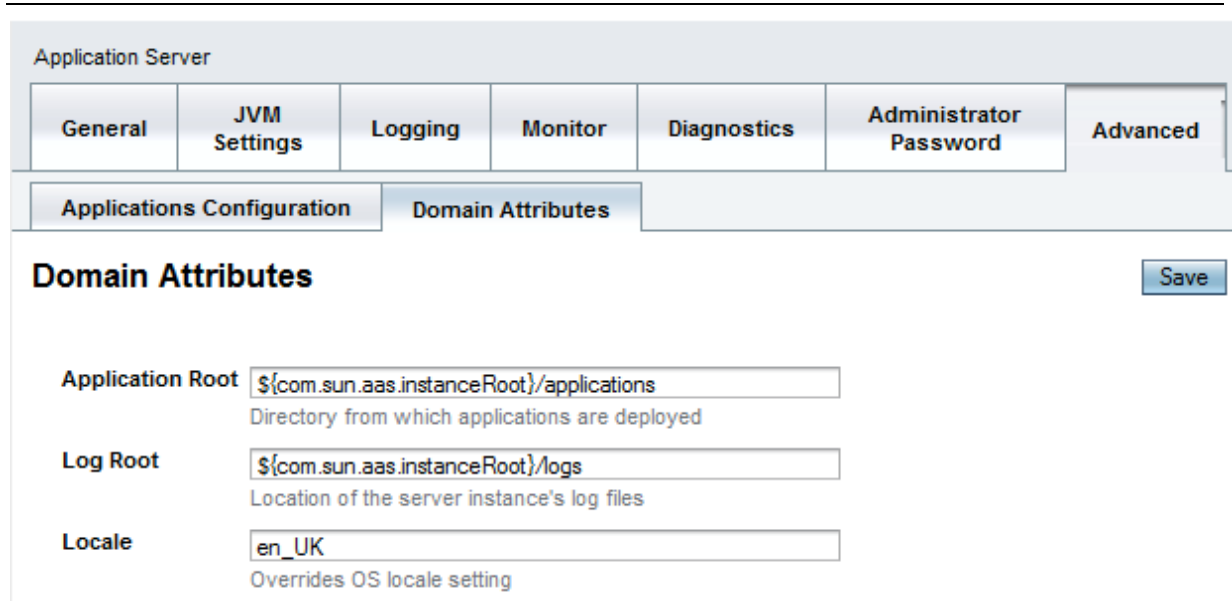 Application Server
General JVM Settings Logging Monitor Diagnostics Administrator Password Advanced
Applications Configuration Domain Attributes
Domain Attributes Save
Application Root ${com.sun.aas.instanceRoot}/applications
Directory from which applications are deployed
Log Root ${com.sun.aas.instanceRoot}/logs
Location of the server instance's log files
Locale en_UK
Overrides OS locale setting